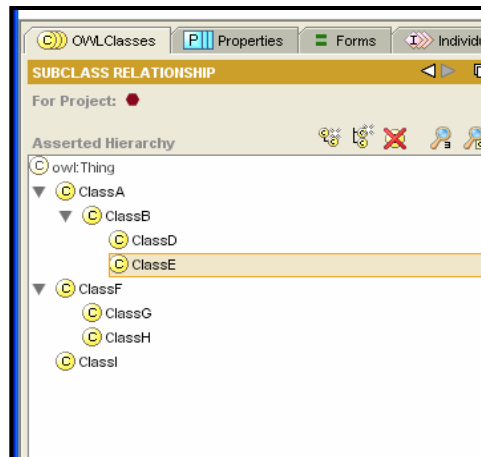 OWLClasses Properties Forms Individu
SUBCLASS RELATIONSHIP
For Project:
Asserted Hierarchy
C owl:Thing
C ClassA
C ClassB
C ClassD
C ClassE
C ClassF
C ClassG
C ClassH
C ClassI